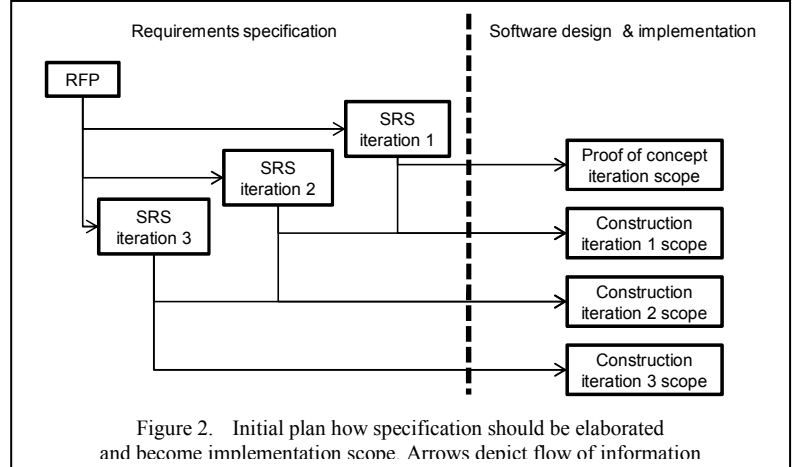 Requirements specification
Software design & implementation
RFP
SRS
iteration 1
Proof of concept
iteration scope
SRS
iteration 2
SRS
iteration 3
Construction
iteration 1 scope
Construction
iteration 2 scope
Construction
iteration 3 scope
Figure 2. Initial plan how specification should be elaborated
and become implementation scope. Arrows depict flow of information